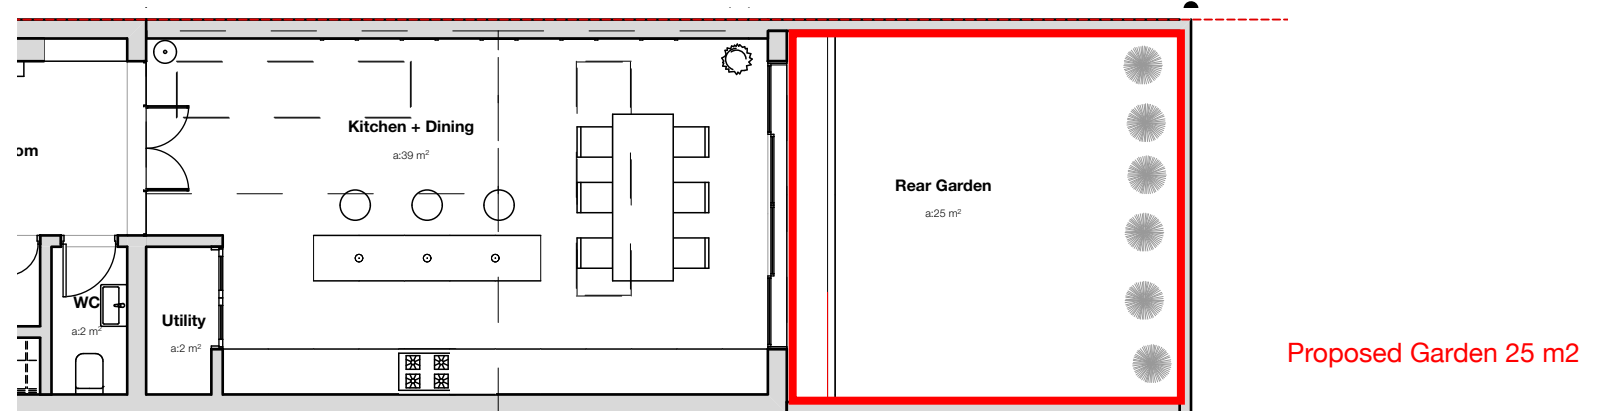 Kitchen + Dining
a:39 m²
om
Rear Garden
a:25 m²
WC
a:2 m²
Utility
a:2 m²
Proposed Garden 25 m2